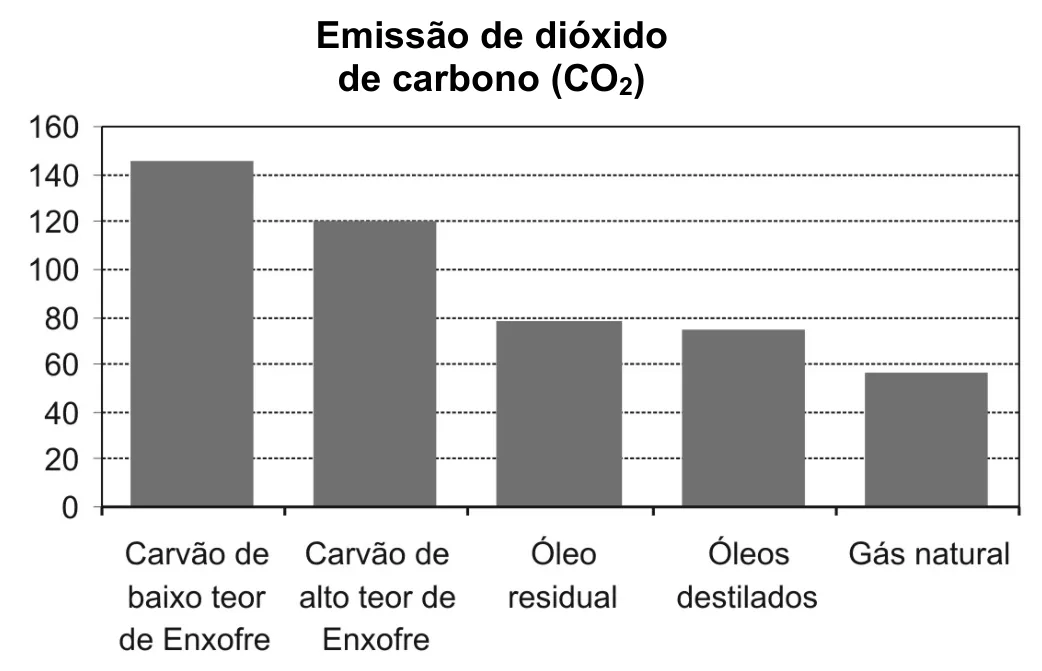 Emissão de dióxido
de carbono (CO₂)
160
140
120
100
80
60
40
20
0
Carvão de
baixo teor
de Enxofre
Carvão de
alto teor de
Enxofre
Óleo
residual
Óleos
destilados
Gás natural